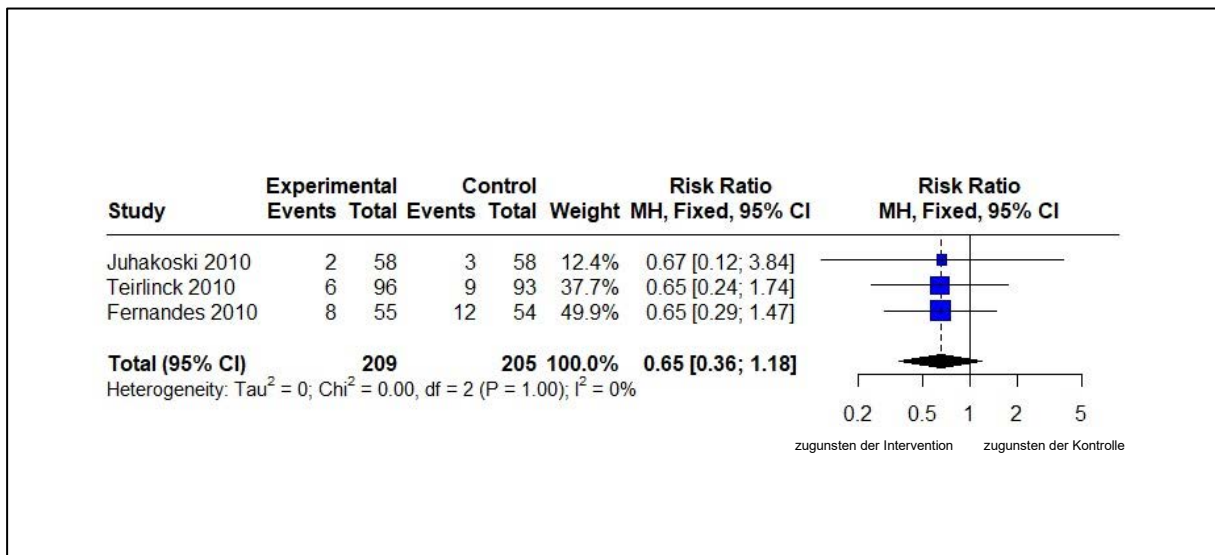 Experimental Control Risk Ratio Risk Ratio
Study Events Total Events Total Weight MH, Fixed, 95% CI MH, Fixed, 95% CI
Juhakoski 2010 2 58 3 58 12.4% 0.67 [0.12; 3.84]
Teirlinck 2010 6 96 9 93 37.7% 0.65 [0.24; 1.74]
Fernandes 2010 8 55 12 54 49.9% 0.65 [0.29; 1.47]
Total (95% CI) 209 205 100.0% 0.65 [0.36; 1.18]
Heterogeneity: Tau² = 0; Chi² = 0.00, df = 2 (P = 1.00); I² = 0%
0.2 0.5 1 2 5
zugunsten der Intervention zugunsten der Kontrolle